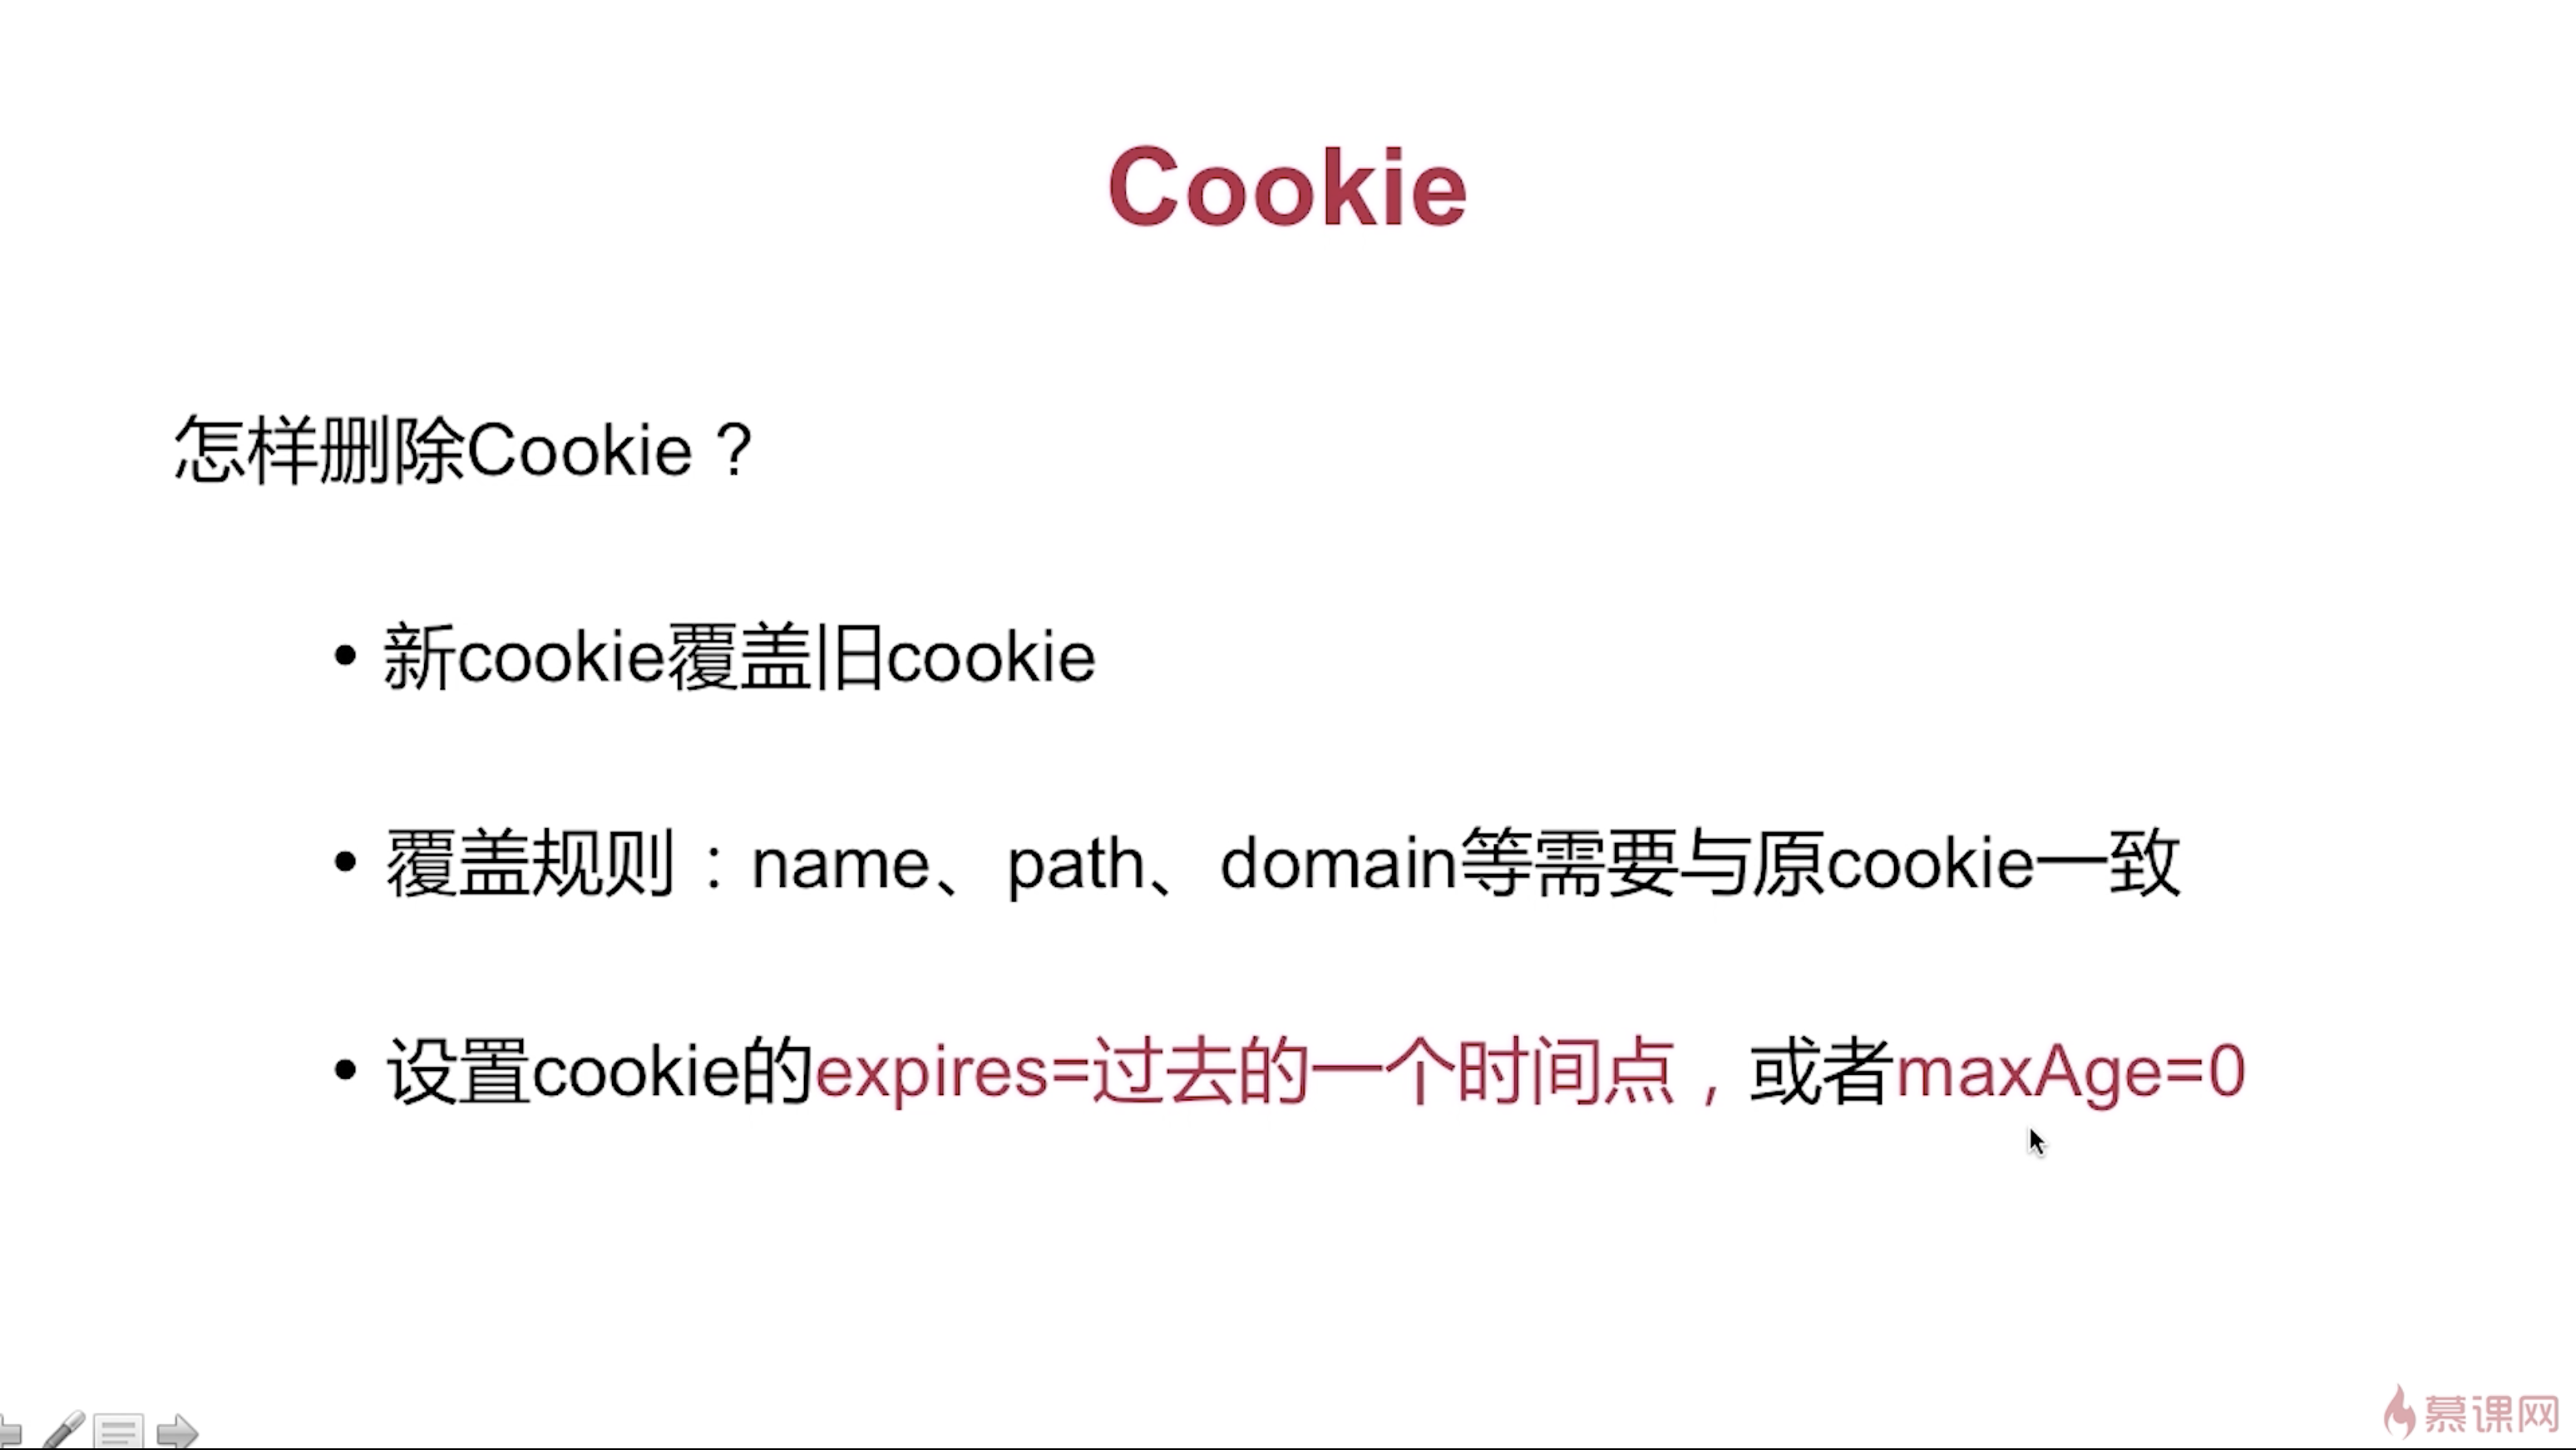 Cookie
怎样删除Cookie？
• 新cookie覆盖旧cookie
• 覆盖规则：name、path、domain等需要与原cookie一致
• 设置cookie的expires=过去的一个时间点，或者maxAge=0
慕课网